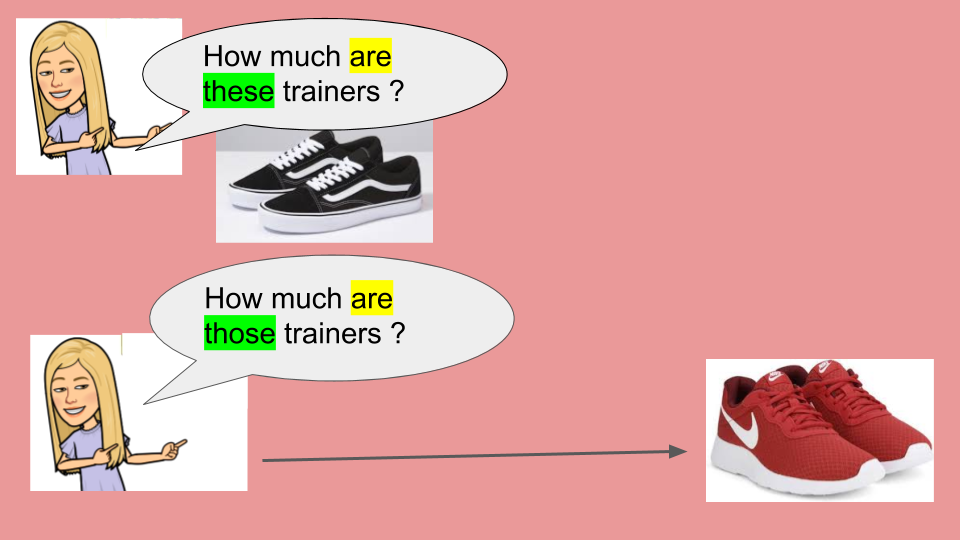 How much are
these trainers ?
How much are
those trainers ?